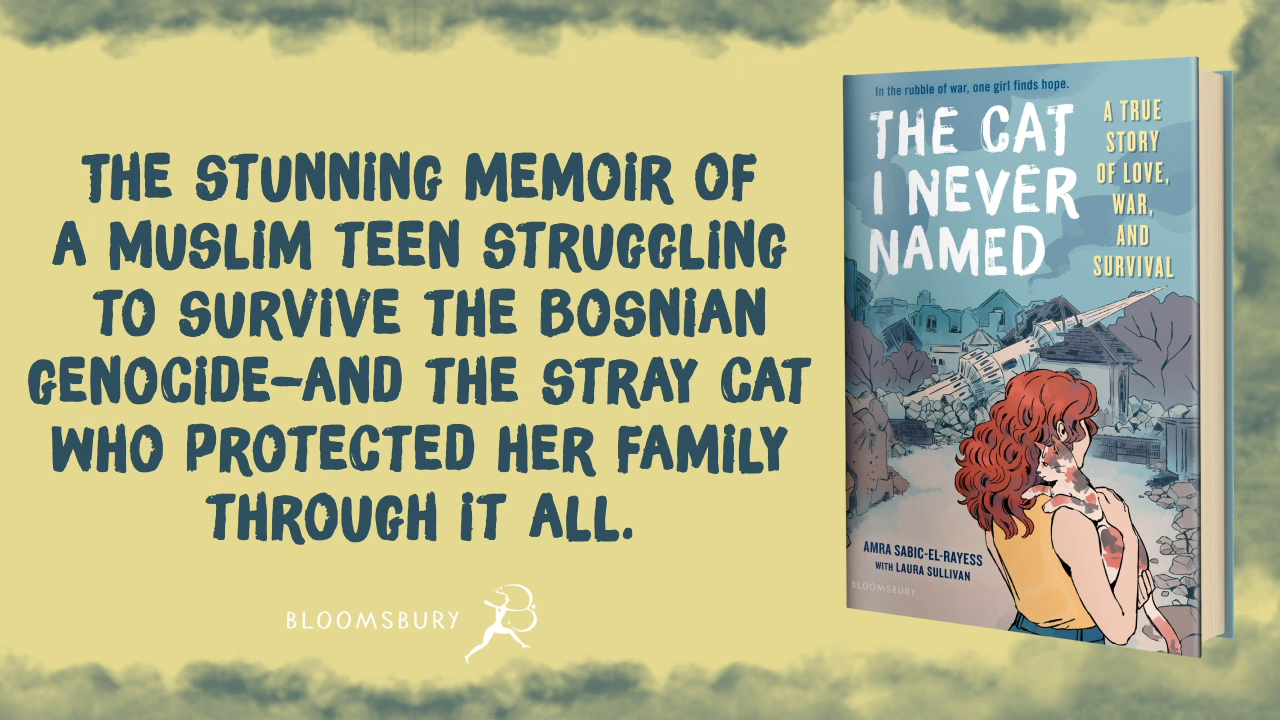 THE STUNNING MEMOIR OF
A MUSLIM TEEN STRUGGLING
TO SURVIVE THE BOSNIAN
GENOCIDE–AND THE STRAY CAT
WHO PROTECTED HER FAMILY
THROUGH IT ALL.
BLOOMSBURY
In the rubble of war, one girl finds hope.
THE CAT
I NEVER
NAMED
A TRUE
STORY
OF LOVE,
WAR,
AND
SURVIVAL
AMRA SABIC-EL-RAYESS
WITH LAURA SULLIVAN
BLOOMSBURY